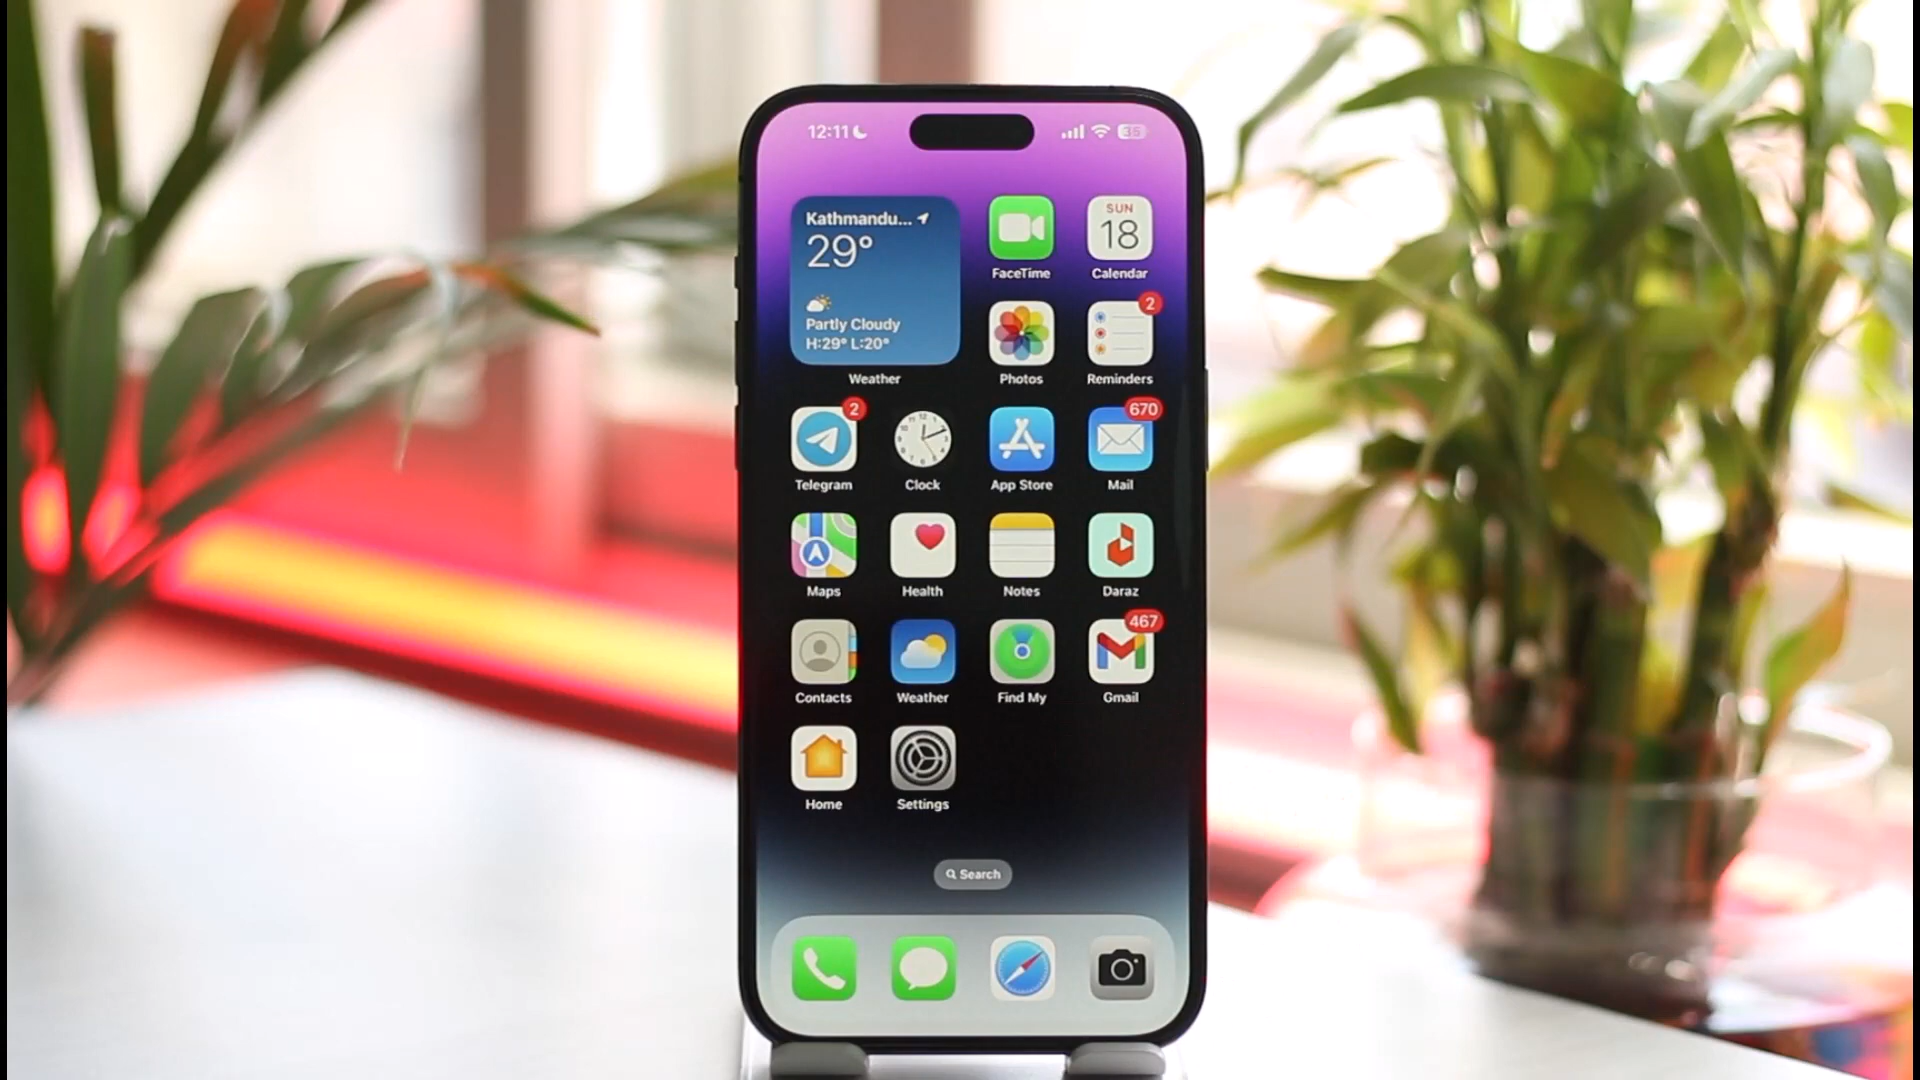 12:11
35
Kathmandu...
29°
Partly Cloudy
H:29° L:20°
Weather
FaceTime
SUN
18
Calendar
Photos
2
Reminders
2
Telegram
Clock
App Store
670
Mail
Maps
Health
Notes
Daraz
Contacts
Weather
Find My
467
Gmail
Home
Settings
Search